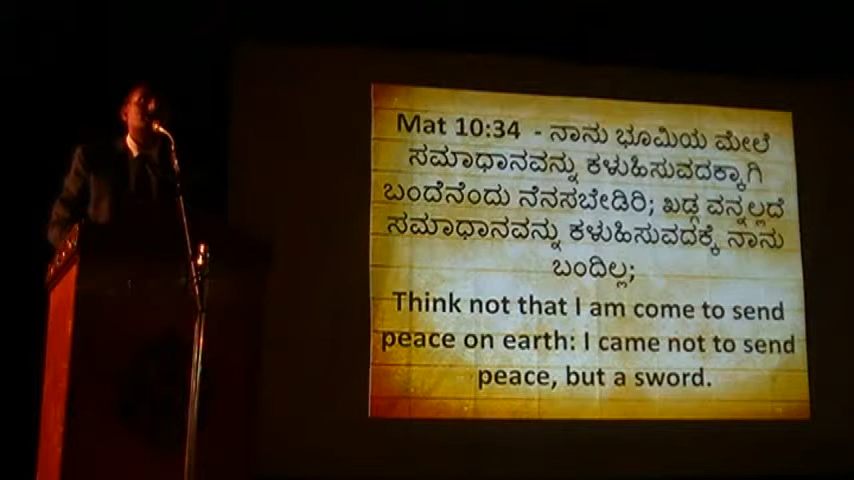 Mat 10:34 - ನಾನು ಭೂಮಿಯ ಮೇಲೆ
ಸಮಾಧಾನವನ್ನು ಕಳುಹಿಸುವದಕ್ಕಾಗಿ
ಬಂದೆನೆಂದು ನೆನಸಬೇಡಿರಿ; ಖಡ್ಗ ವನ್ನಲ್ಲದೆ
ಸಮಾಧಾನವನ್ನು ಕಳುಹಿಸುವದಕ್ಕೆ ನಾನು
ಬಂದಿಲ್ಲ;
Think not that I am come to send
peace on earth: I came not to send
peace, but a sword.